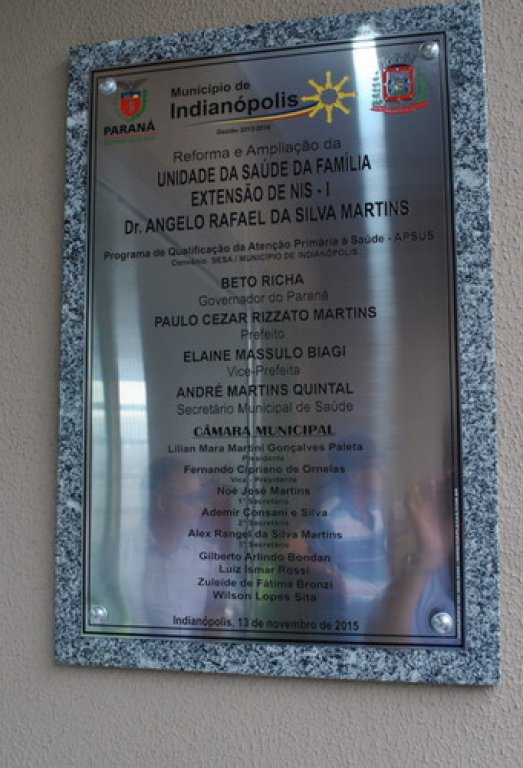 PARANÁ
Município de
Indianópolis
Gestão 2013/2016
Reforma e Ampliação da
UNIDADE DA SAÚDE DA FAMÍLIA
EXTENSÃO DE NIS - I
Dr. ANGELO RAFAEL DA SILVA MARTINS
Programa de Qualificação da Atenção Primária à Saúde - APSUS
Convênio: SESA / MUNICÍPIO DE INDIANÓPOLIS
BETO RICHA
Governador do Paraná
PAULO CEZAR RIZZATO MARTINS
Prefeito
ELAINE MASSULO BIAGI
Vice-Prefeita
ANDRÉ MARTINS QUINTAL
Secretário Municipal de Saúde
CÂMARA MUNICIPAL
Lilian Mara Martini Gonçalves Paleta
Presidente
Fernando Cipriano de Ornelas
Vice - Presidente
Noé José Martins
1º Secretário
Ademir Consani e Silva
2º Secretário
Alex Rangel da Silva Martins
3º Secretário
Gilberto Arlindo Bondan
Luiz Ismar Rossi
Zuleide de Fátima Bronzi
Wilson Lopes Sita
Indianópolis, 13 de novembro de 2015